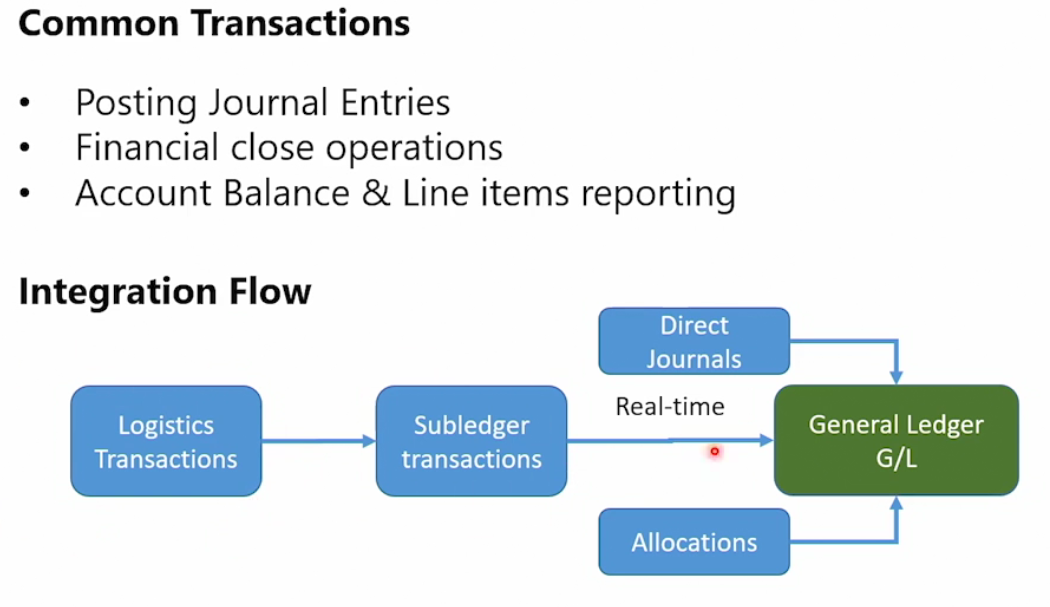 Common Transactions
• Posting Journal Entries
• Financial close operations
• Account Balance & Line items reporting
Integration Flow
Direct
Journals
Real-time
Logistics
Transactions
Subledger
transactions
General Ledger
G/L
Allocations